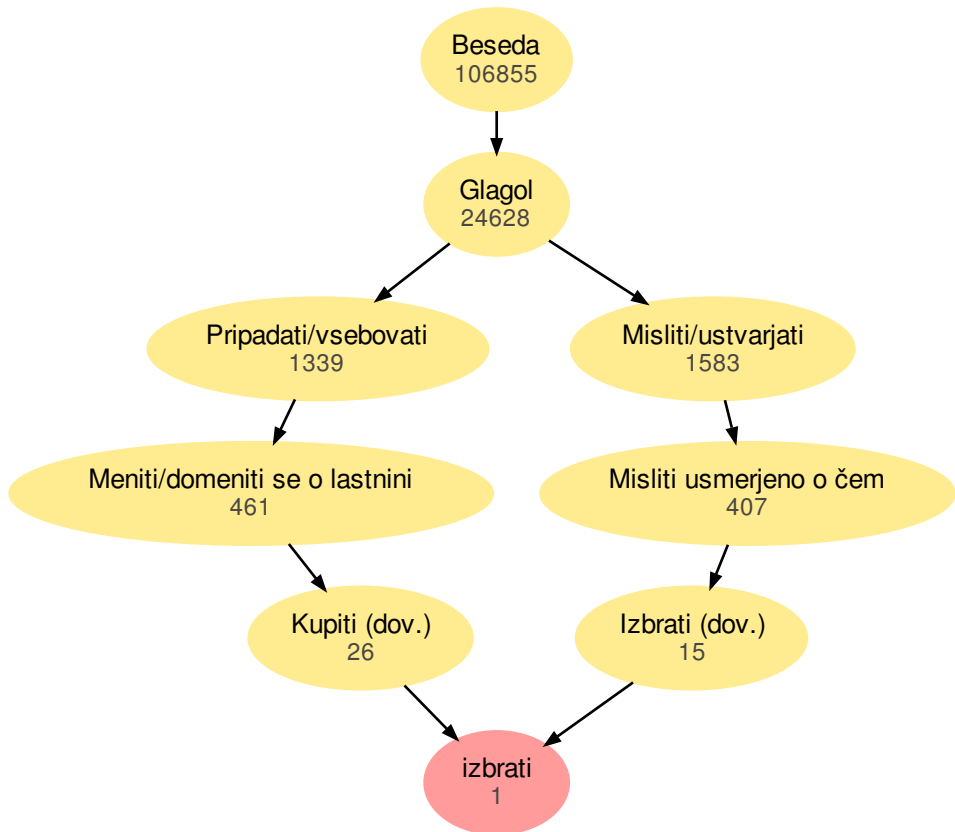 Beseda
106855
Glagol
24628
Pripadati/vsebovati
1339
Misliti/ustvarjati
1583
Meniti/domeniti se o lastnini
461
Misliti usmerjeno o čem
407
Kupiti (dov.)
26
Izbrati (dov.)
15
izbrati
1